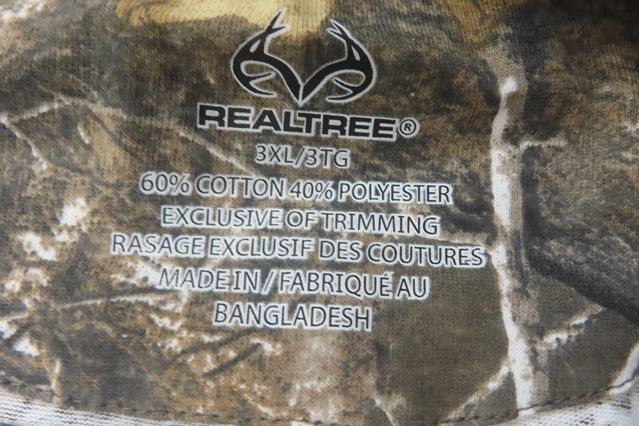 REALTREE®
3XL/3TG
60% COTTON 40% POLYESTER
EXCLUSIVE OF TRIMMING
RASAGE EXCLUSIF DES COUTURES
MADE IN / FABRIQUÉ AU
BANGLADESH